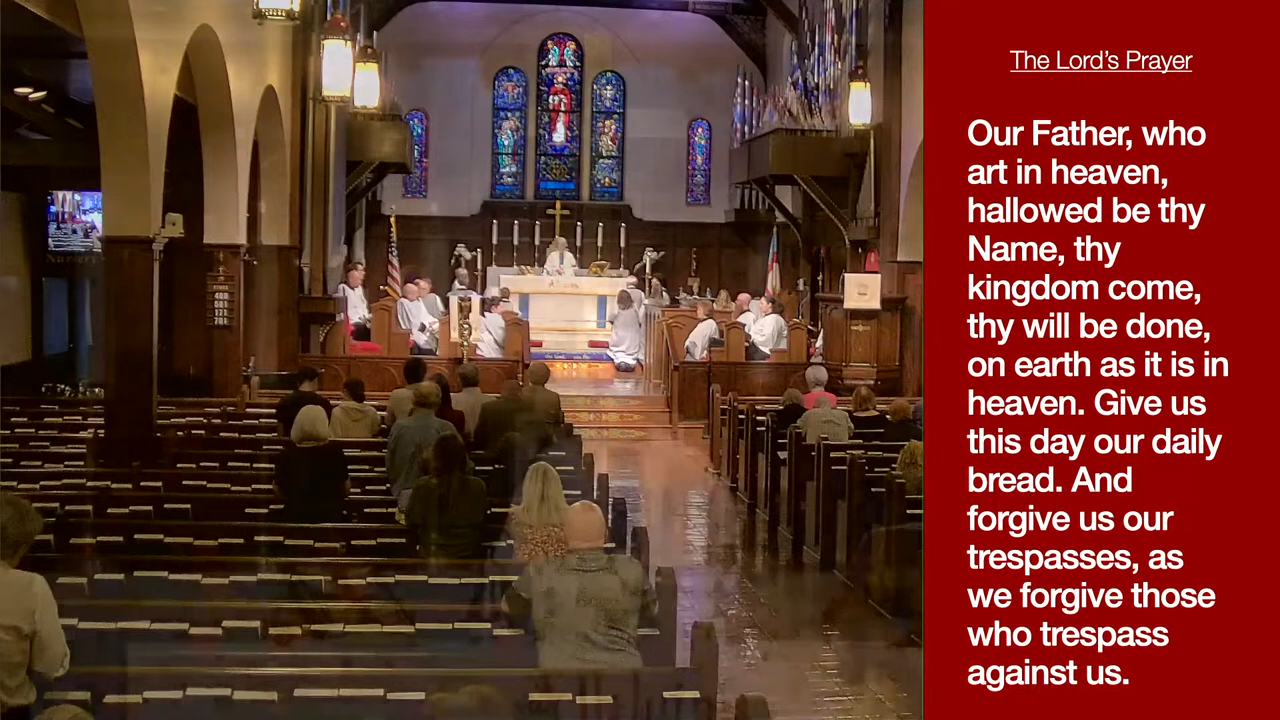 The Lord's Prayer
Our Father, who
art in heaven,
hallowed be thy
Name, thy
kingdom come,
thy will be done,
on earth as it is in
heaven. Give us
this day our daily
bread. And
forgive us our
trespasses, as
we forgive those
who trespass
against us.
Nursery